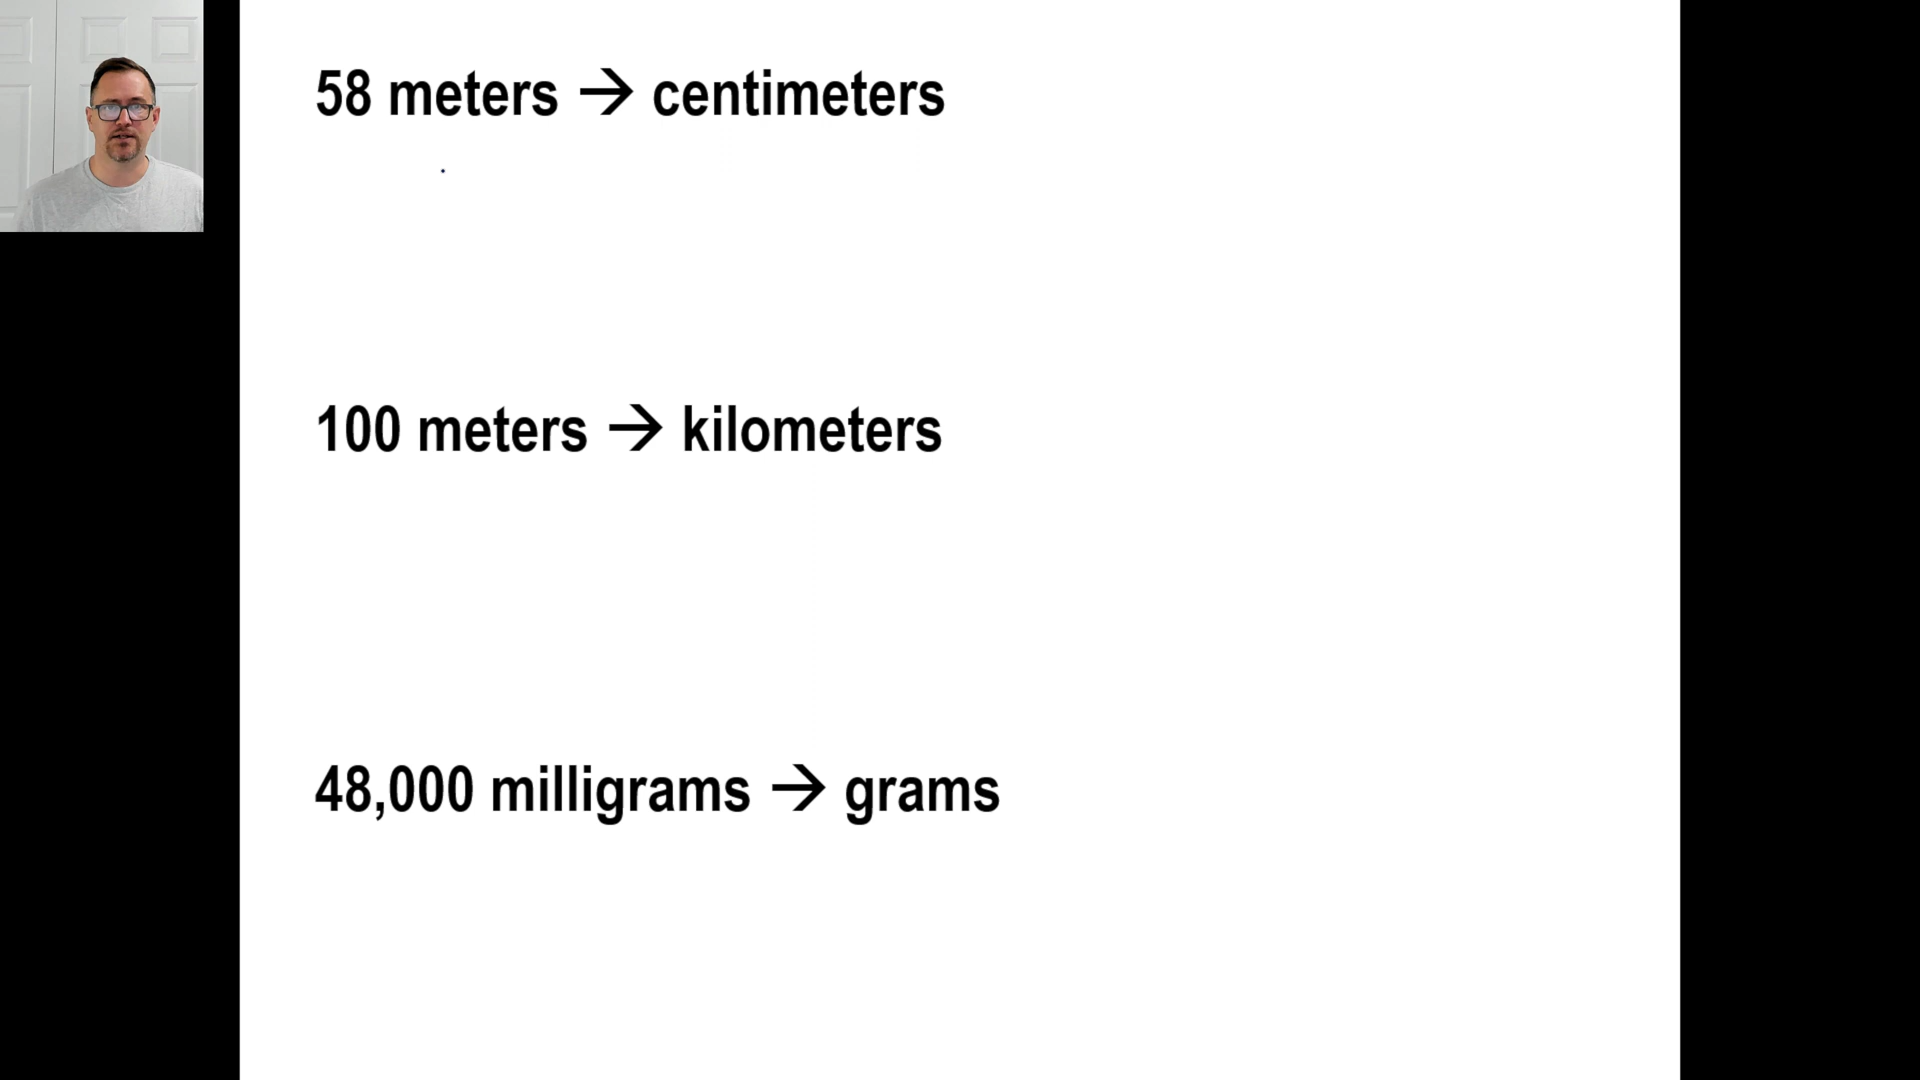 58 meters → centimeters
100 meters → kilometers
48,000 milligrams → grams